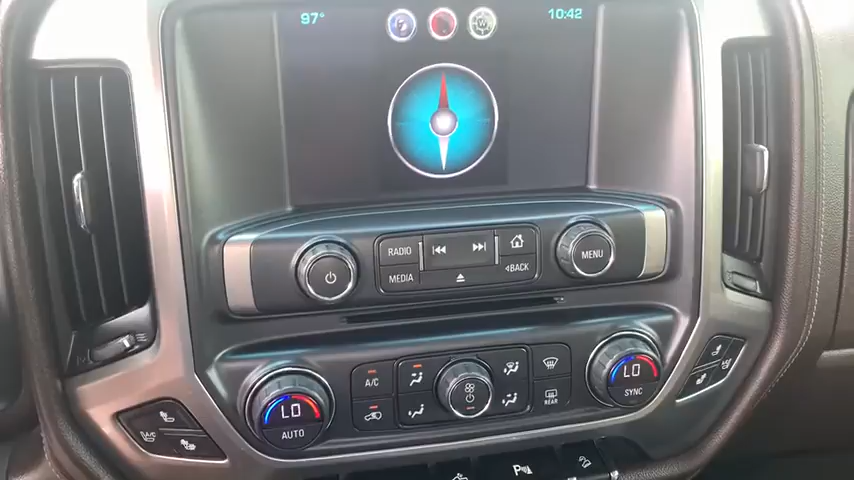 97° 10:42
W
RADIO
MEDIA
BACK
MENU
A/C
LO
AUTO
REAR
LO
SYNC
P